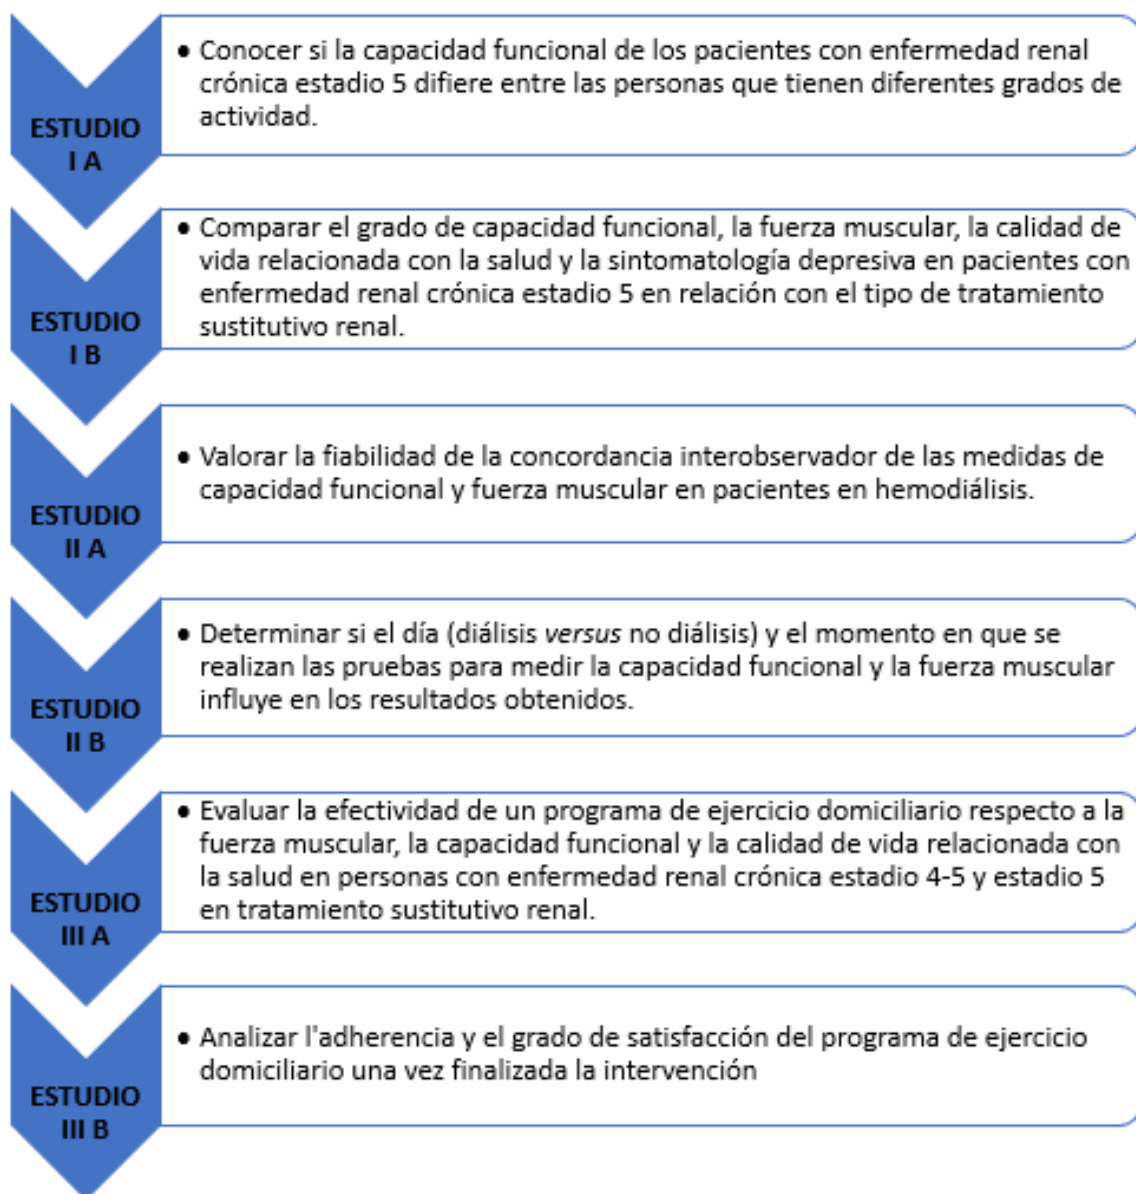 ESTUDIO
I A
• Conocer si la capacidad funcional de los pacientes con enfermedad renal
crónica estadio 5 difiere entre las personas que tienen diferentes grados de
actividad.
ESTUDIO
I B
• Comparar el grado de capacidad funcional, la fuerza muscular, la calidad de
vida relacionada con la salud y la sintomatología depresiva en pacientes con
enfermedad renal crónica estadio 5 en relación con el tipo de tratamiento
sustitutivo renal.
ESTUDIO
II A
• Valorar la fiabilidad de la concordancia interobservador de las medidas de
capacidad funcional y fuerza muscular en pacientes en hemodiálisis.
ESTUDIO
II B
• Determinar si el día (diálisis versus no diálisis) y el momento en que se
realizan las pruebas para medir la capacidad funcional y la fuerza muscular
influye en los resultados obtenidos.
ESTUDIO
III A
• Evaluar la efectividad de un programa de ejercicio domiciliario respecto a la
fuerza muscular, la capacidad funcional y la calidad de vida relacionada con
la salud en personas con enfermedad renal crónica estadio 4-5 y estadio 5
en tratamiento sustitutivo renal.
ESTUDIO
III B
• Analizar l'adherencia y el grado de satisfacción del programa de ejercicio
domiciliario una vez finalizada la intervención